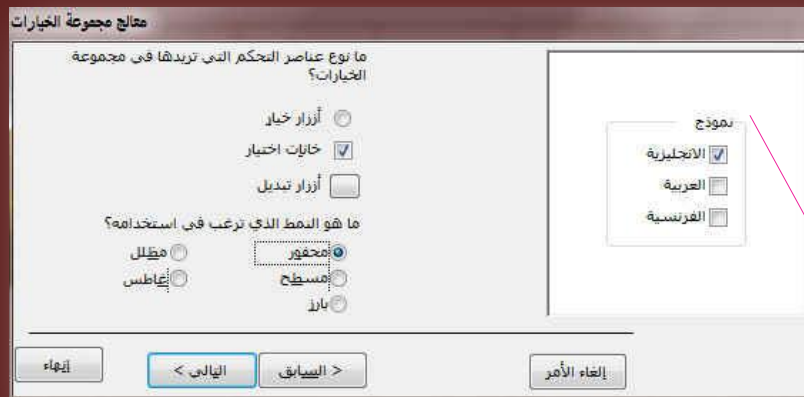 معالج مجموعة الخيارات
ما نوع عناصر التحكم التي تريدها في مجموعة
الخيارات؟
أزرار خيار
خانات اختيار
أزرار تبديل
ما هو النمط الذي ترغب في استخدامه؟
محفور
مظلل
مسطح
غاطس
بارز
نموذج
الانجليزية
العربية
الفرنسية
إلغاء الأمر
< السابق
التالي >
إنهاء